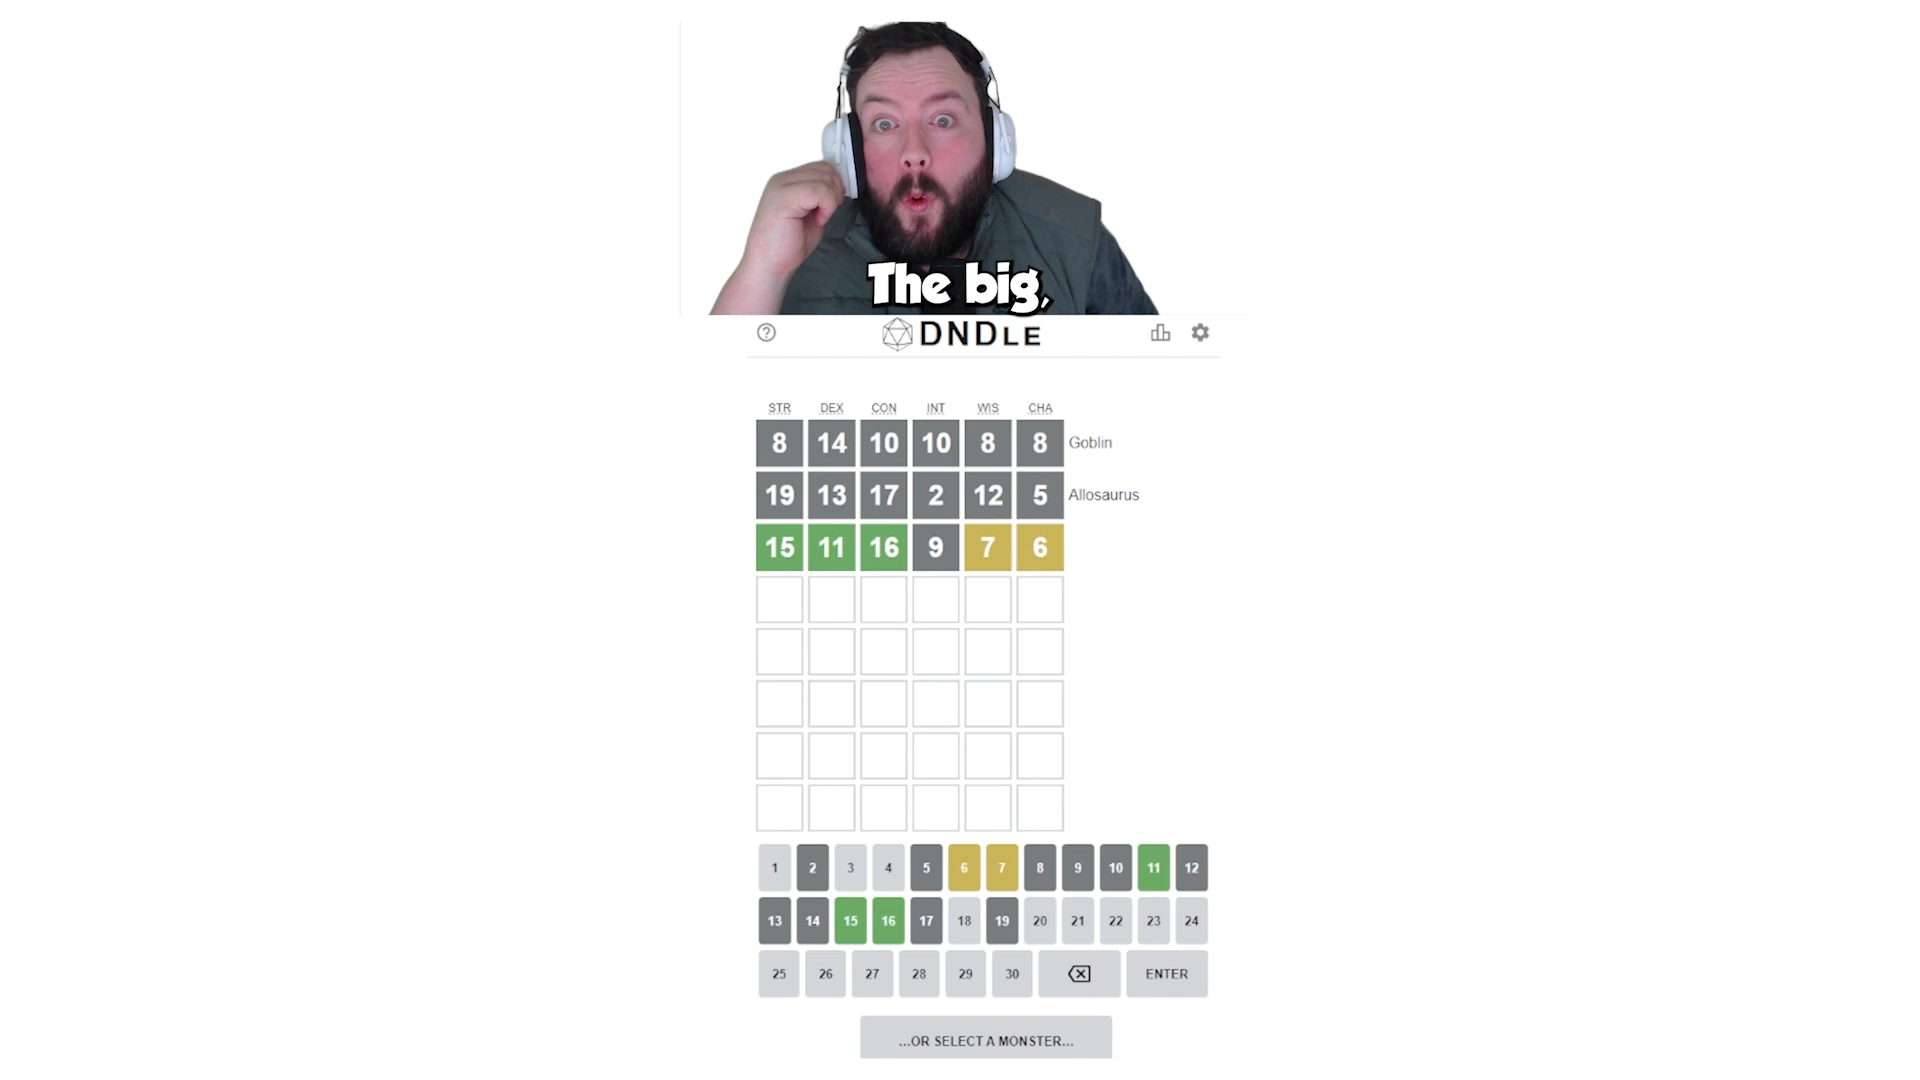 The big,
DNDLE
STR DEX CON INT WIS CHA
8 14 10 10 8 8 Goblin
19 13 17 2 12 5 Allosaurus
15 11 16 9 7 6
1 2 3 4 5 6 7 8 9 10 11 12
13 14 15 16 17 18 19 20 21 22 23 24
25 26 27 28 29 30 ENTER
...OR SELECT A MONSTER...